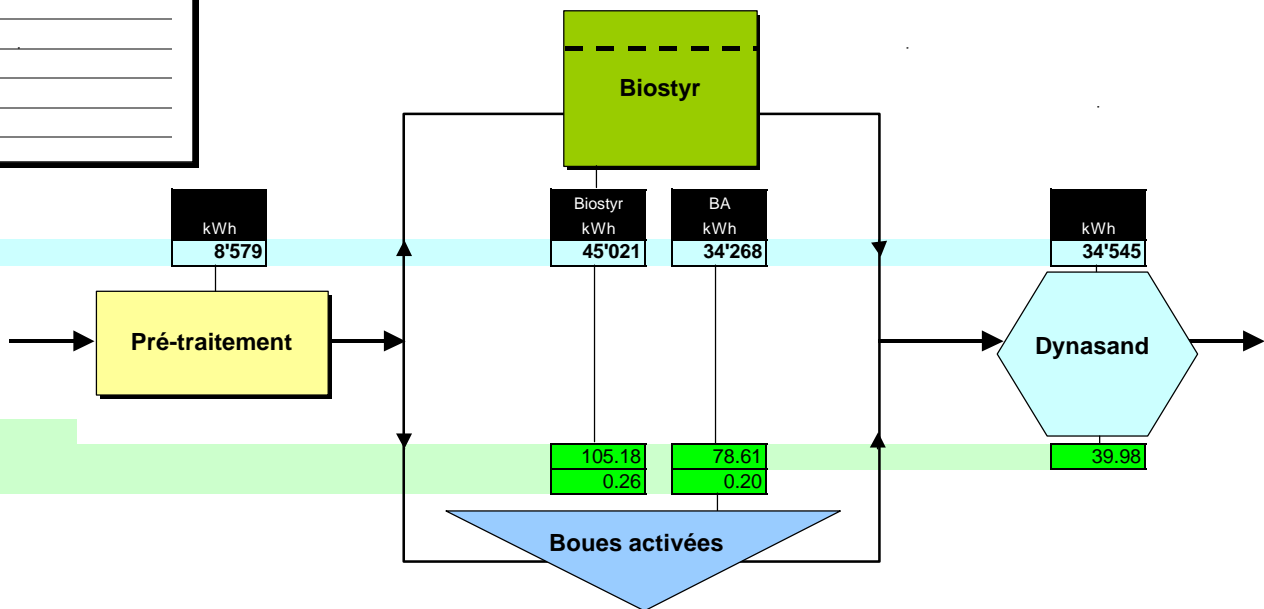 Biostyr
kWh
8'579
Biostyr
kWh
45'021
BA
kWh
34'268
kWh
34'545
Pré-traitement
Dynasand
105.18
0.26
78.61
0.20
39.98
Boues activées